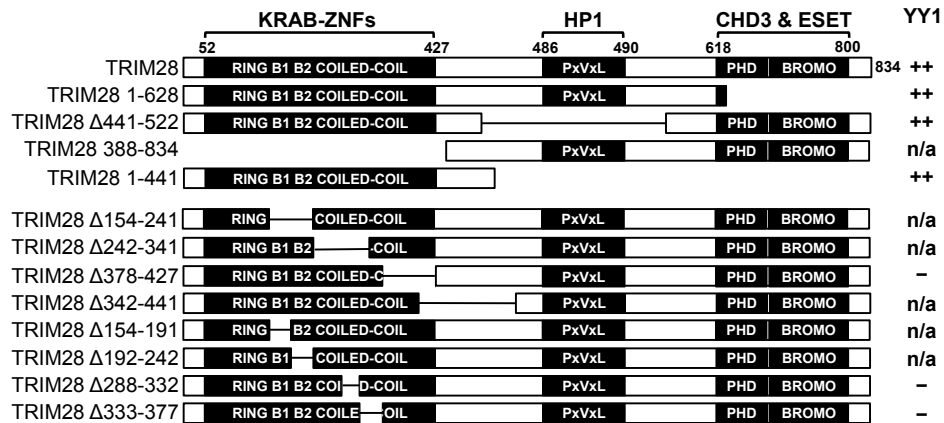 KRAB-ZNFs HP1 CHD3 & ESET YY1
52 427 486 490 618 800
TRIM28 RING B1 B2 COILED-COIL PxVxL PHD BROMO 834 ++
TRIM28 1-628 RING B1 B2 COILED-COIL PxVxL ++
TRIM28 Δ441-522 RING B1 B2 COILED-COIL PHD BROMO ++
TRIM28 388-834 PxVxL PHD BROMO n/a
TRIM28 1-441 RING B1 B2 COILED-COIL ++
TRIM28 Δ154-241 RING COILED-COIL PxVxL PHD BROMO n/a
TRIM28 Δ242-341 RING B1 B2 -COIL PxVxL PHD BROMO n/a
TRIM28 Δ378-427 RING B1 B2 COILED-C PxVxL PHD BROMO –
TRIM28 Δ342-441 RING B1 B2 COILED-COIL PxVxL PHD BROMO n/a
TRIM28 Δ154-191 RING B2 COILED-COIL PxVxL PHD BROMO n/a
TRIM28 Δ192-242 RING B1 COILED-COIL PxVxL PHD BROMO n/a
TRIM28 Δ288-332 RING B1 B2 COI D-COIL PxVxL PHD BROMO –
TRIM28 Δ333-377 RING B1 B2 COILE OIL PxVxL PHD BROMO –